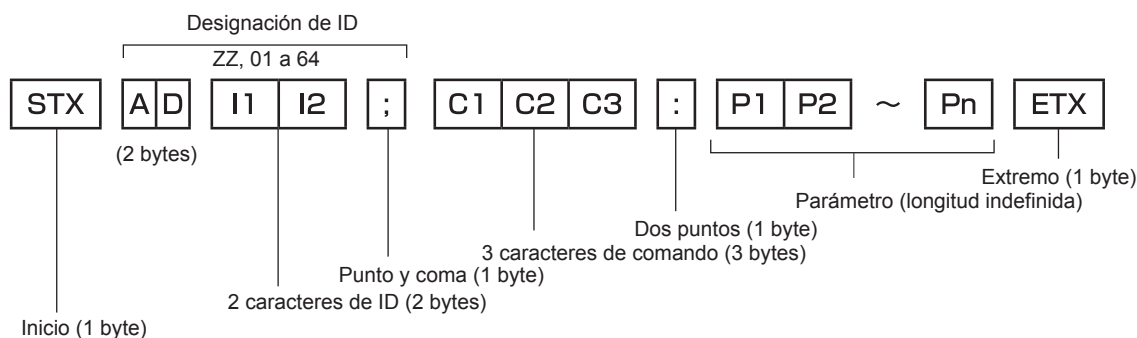 Designación de ID
ZZ, 01 a 64
STX AD I1 I2 ; C1 C2 C3 : P1 P2 ~ Pn ETX
(2 bytes)
Extremo (1 byte)
Parámetro (longitud indefinida)
Dos puntos (1 byte)
3 caracteres de comando (3 bytes)
Punto y coma (1 byte)
2 caracteres de ID (2 bytes)
Inicio (1 byte)